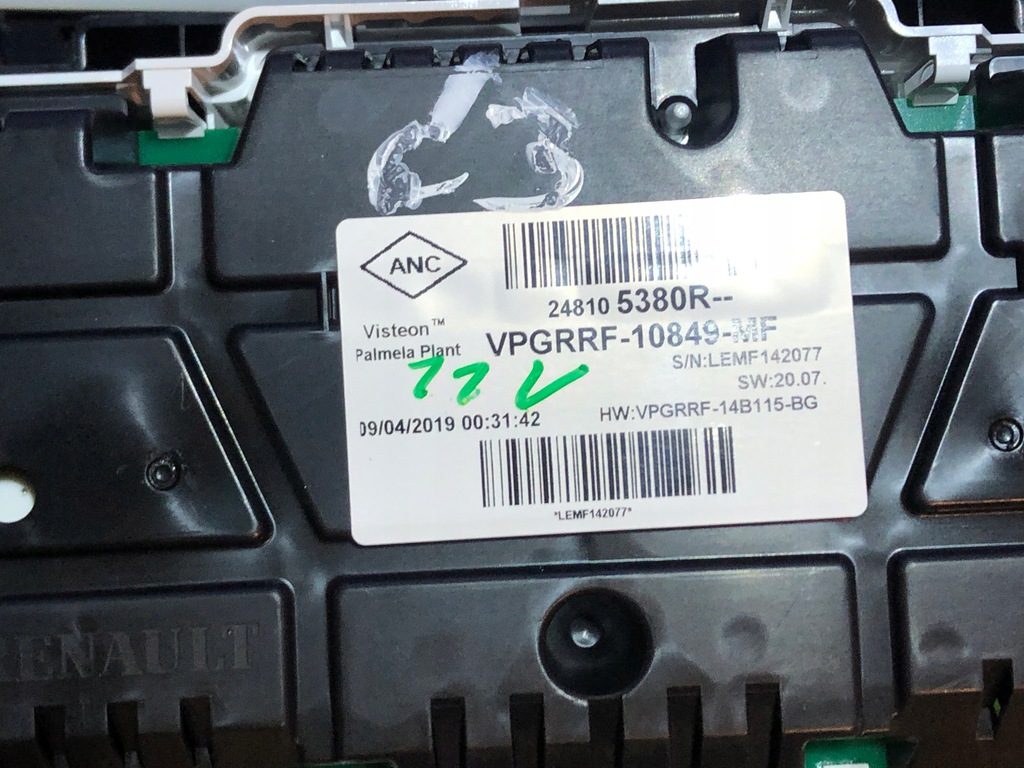 ANC
24810 5380R--
Visteon™
Palmela Plant
VPGRRF-10849-MF
S/N:LEMF142077
SW:20.07.
11V
09/04/2019 00:31:42
HW:VPGRRF-14B115-BG
*LEMF142077*
RENAULT